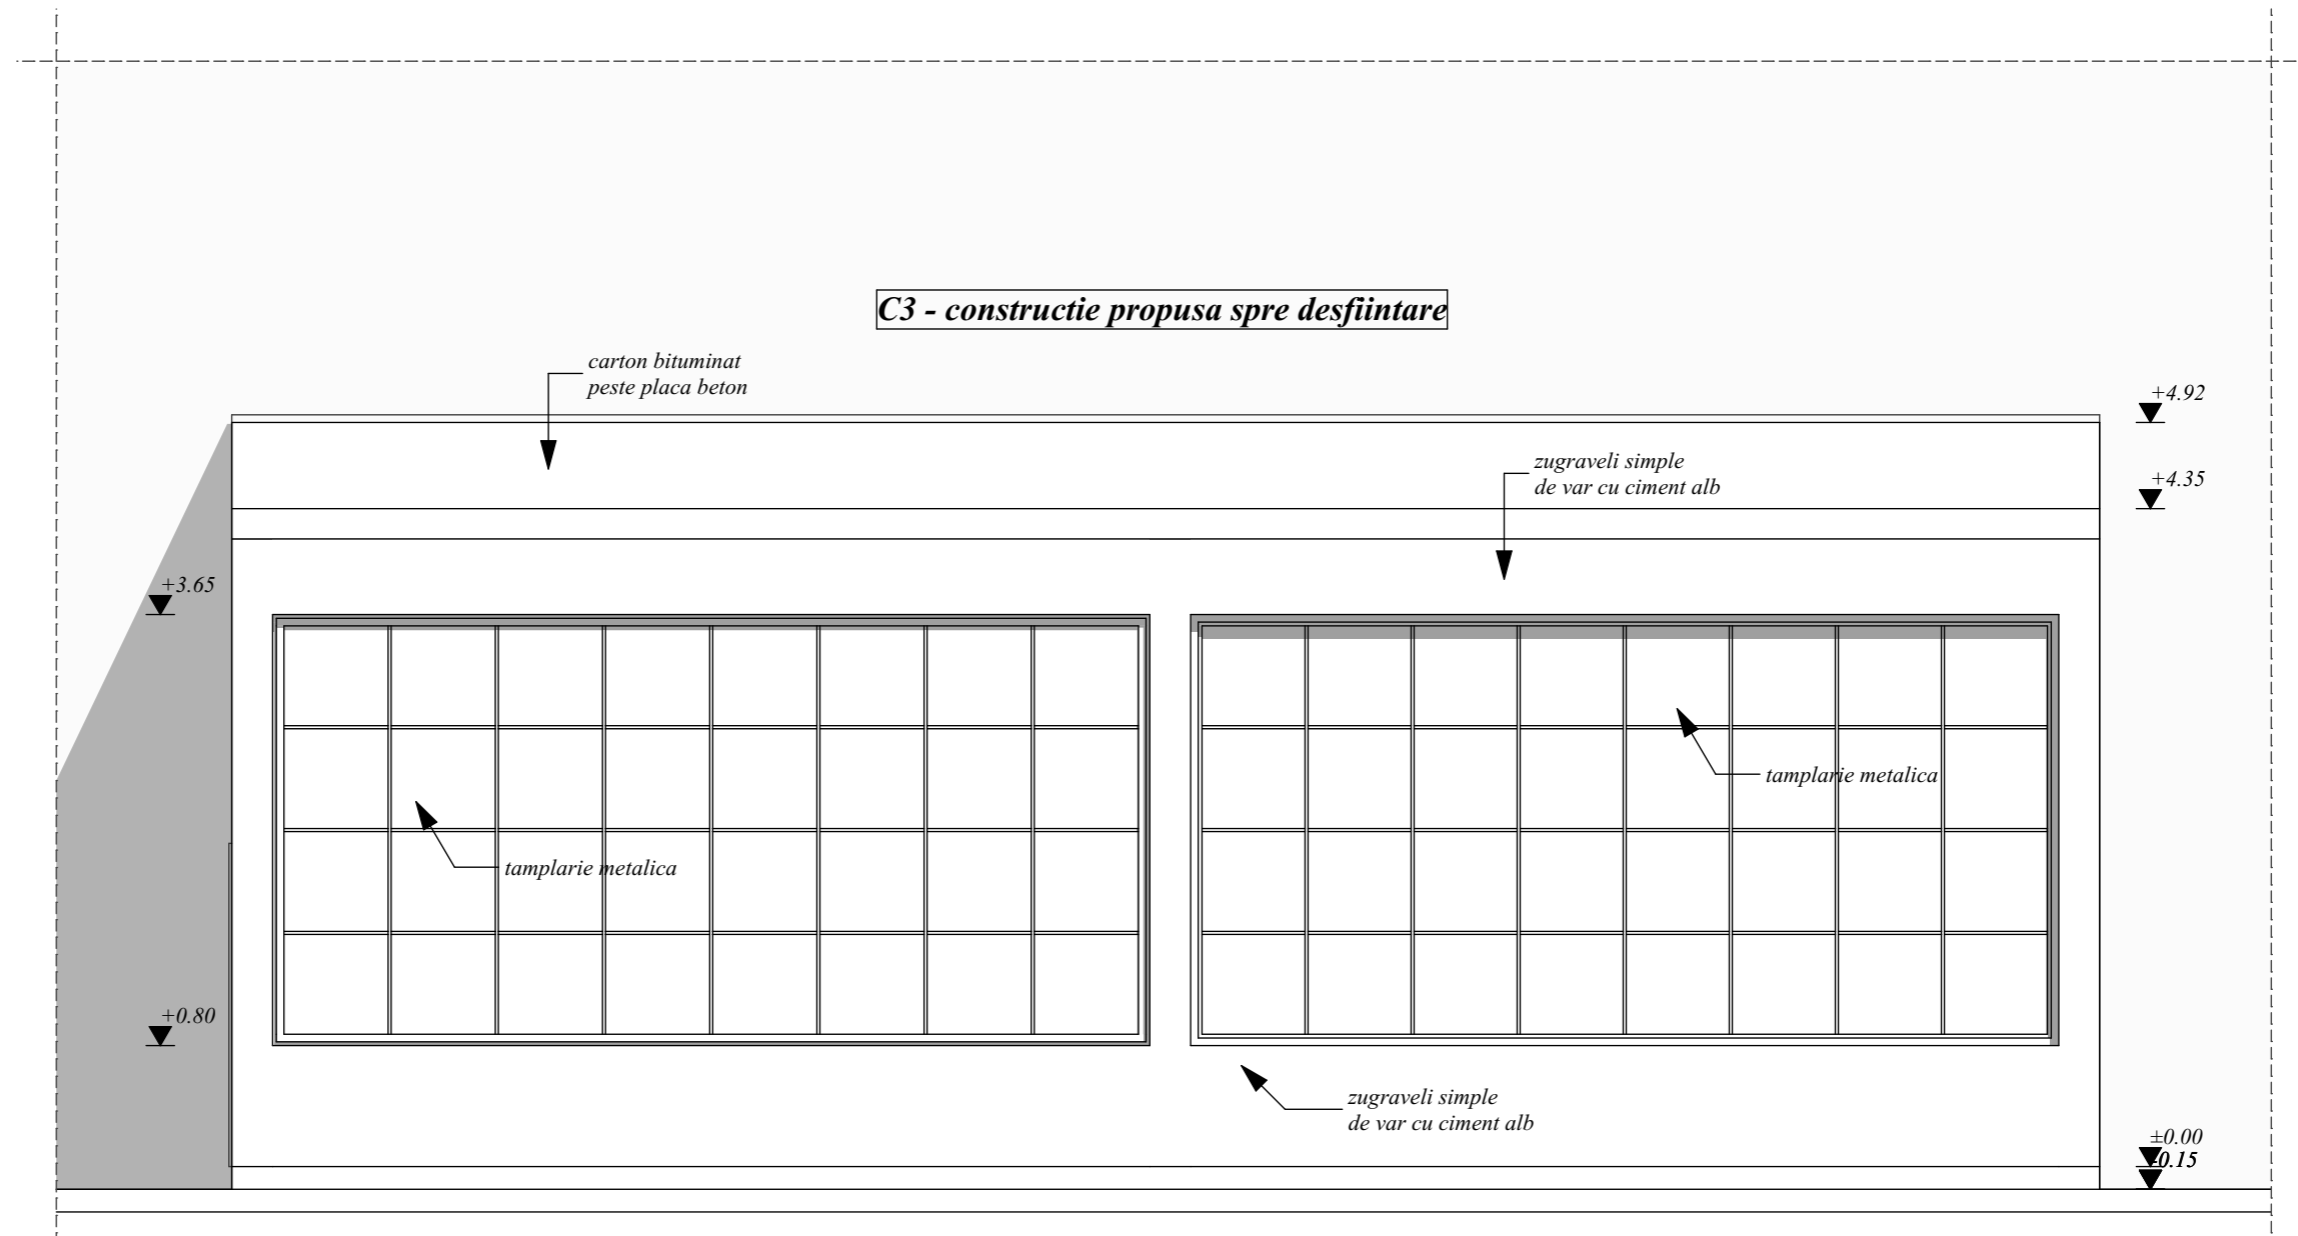 C3 - constructie propusa spre desfiintare
carton bituminat
peste placa beton
+4.92
zugraveli simple
de var cu ciment alb
+4.35
+3.65
tamplarie metalica
tamplarie metalica
+0.80
zugraveli simple
de var cu ciment alb
±0.00
-0.15